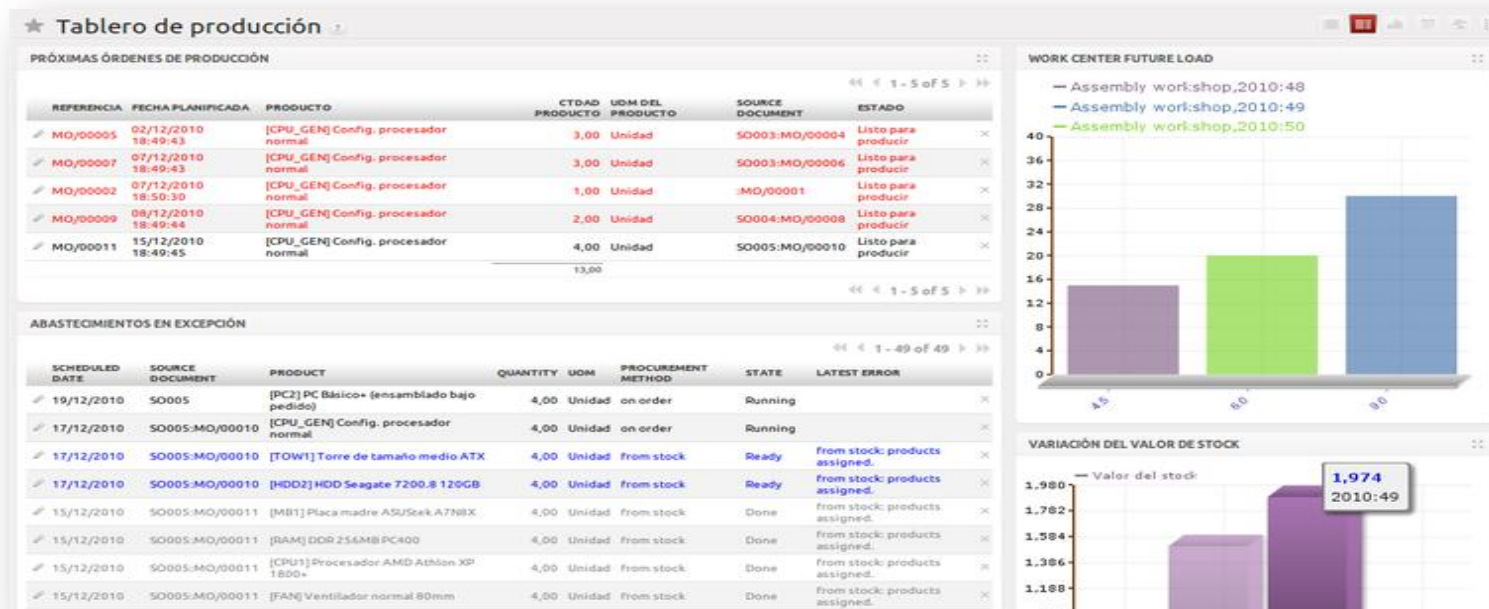 Tablero de producción
PRÓXIMAS ÓRDENES DE PRODUCCIÓN
1 - 5 of 5
REFERENCIA FECHA PLANIFICADA PRODUCTO CTDAD PRODUCTO UDM DEL PRODUCTO SOURCE DOCUMENT ESTADO
MO/00005 02/12/2010 18:49:43 [CPU_GEN] Config. procesador normal 3,00 Unidad SO003:MO/00004 Listo para producir
MO/00007 07/12/2010 18:49:43 [CPU_GEN] Config. procesador normal 3,00 Unidad SO003:MO/00006 Listo para producir
MO/00002 07/12/2010 18:50:30 [CPU_GEN] Config. procesador normal 1,00 Unidad :MO/00001 Listo para producir
MO/00009 08/12/2010 18:49:44 [CPU_GEN] Config. procesador normal 2,00 Unidad SO004:MO/00008 Listo para producir
MO/00011 15/12/2010 18:49:45 [CPU_GEN] Config. procesador normal 4,00 Unidad SO005:MO/00010 Listo para producir
13,00
1 - 5 of 5
ABASTECIMIENTOS EN EXCEPCIÓN
1 - 49 of 49
SCHEDULED DATE SOURCE DOCUMENT PRODUCT QUANTITY UOM PROCUREMENT METHOD STATE LATEST ERROR
19/12/2010 SO005 [PC2] PC Básico+ (ensamblado bajo pedido) 4,00 Unidad on order Running
17/12/2010 SO005:MO/00010 [CPU_GEN] Config. procesador normal 4,00 Unidad on order Running
17/12/2010 SO005:MO/00010 [TOW1] Torre de tamaño medio ATX 4,00 Unidad from stock Ready from stock: products assigned.
17/12/2010 SO005:MO/00010 [HDD2] HDD Seagate 7200.8 120GB 4,00 Unidad from stock Ready from stock: products assigned.
15/12/2010 SO005:MO/00011 [MB1] Placa madre ASUStek A7N8X 4,00 Unidad from stock Done from stock: products assigned.
15/12/2010 SO005:MO/00011 [RAM] DDR 256MB PC400 4,00 Unidad from stock Done from stock: products assigned.
15/12/2010 SO005:MO/00011 [CPU1] Procesador AMD Athlon XP 1800+ 4,00 Unidad from stock Done from stock: products assigned.
15/12/2010 SO005:MO/00011 [FAN] Ventilador normal 80mm 4,00 Unidad from stock Done from stock: products assigned.
WORK CENTER FUTURE LOAD
Assembly workshop,2010:48
Assembly workshop,2010:49
Assembly workshop,2010:50
40
36
32
28
24
20
16
12
8
4
0
4.5 6.0 9.0
VARIACIÓN DEL VALOR DE STOCK
Valor del stock
1,974
2010:49
1,980
1,782
1,584
1,386
1,188